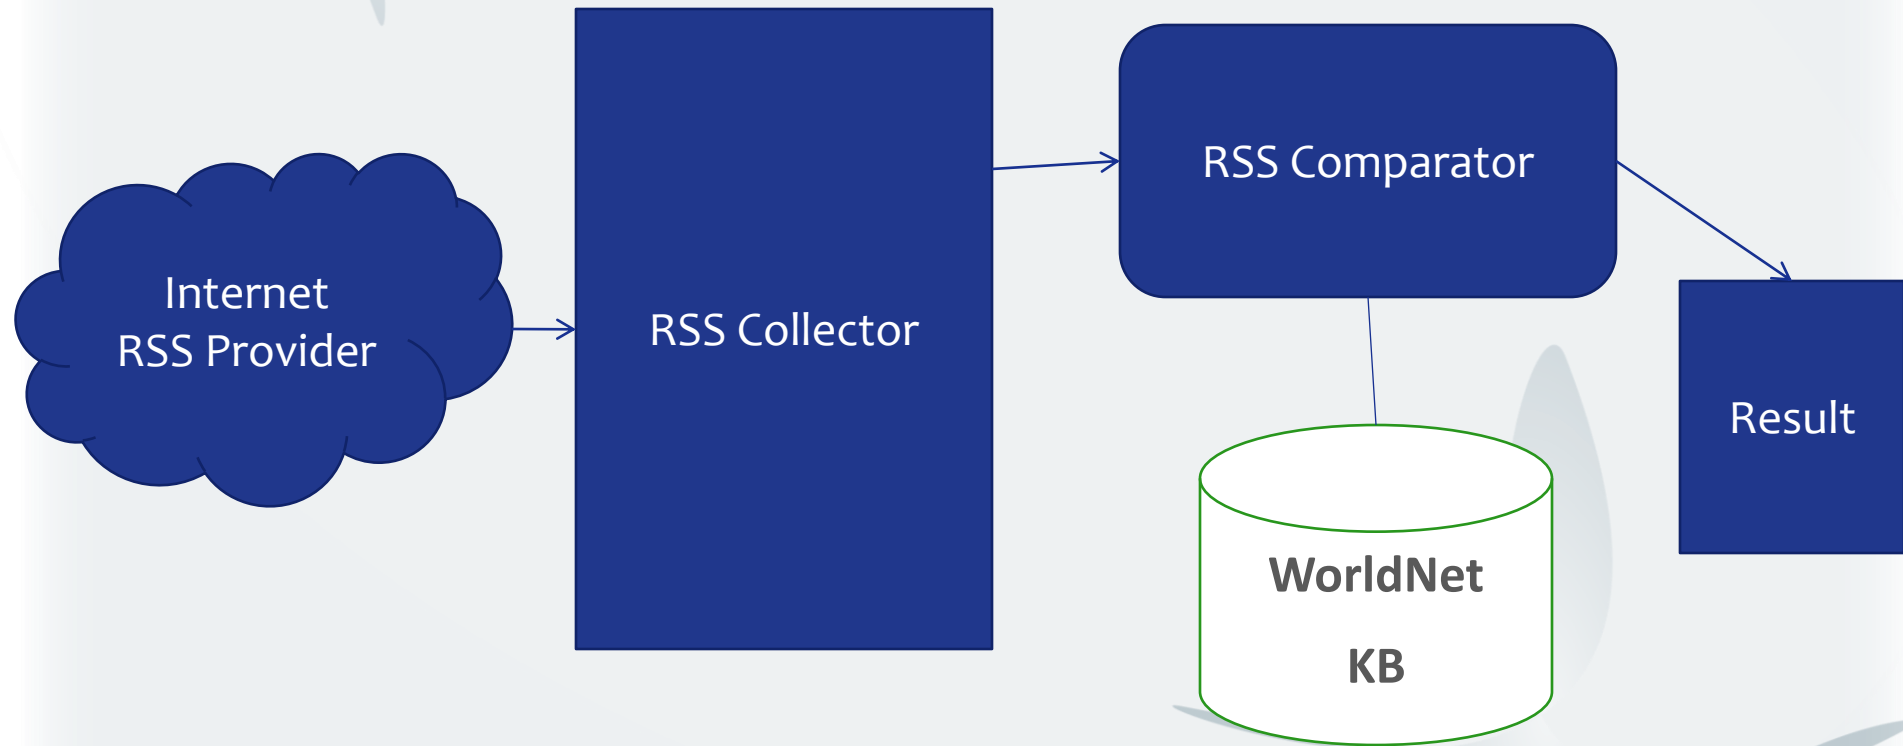 Internet
RSS Provider
RSS Collector
RSS Comparator
WorldNet
KB
Result